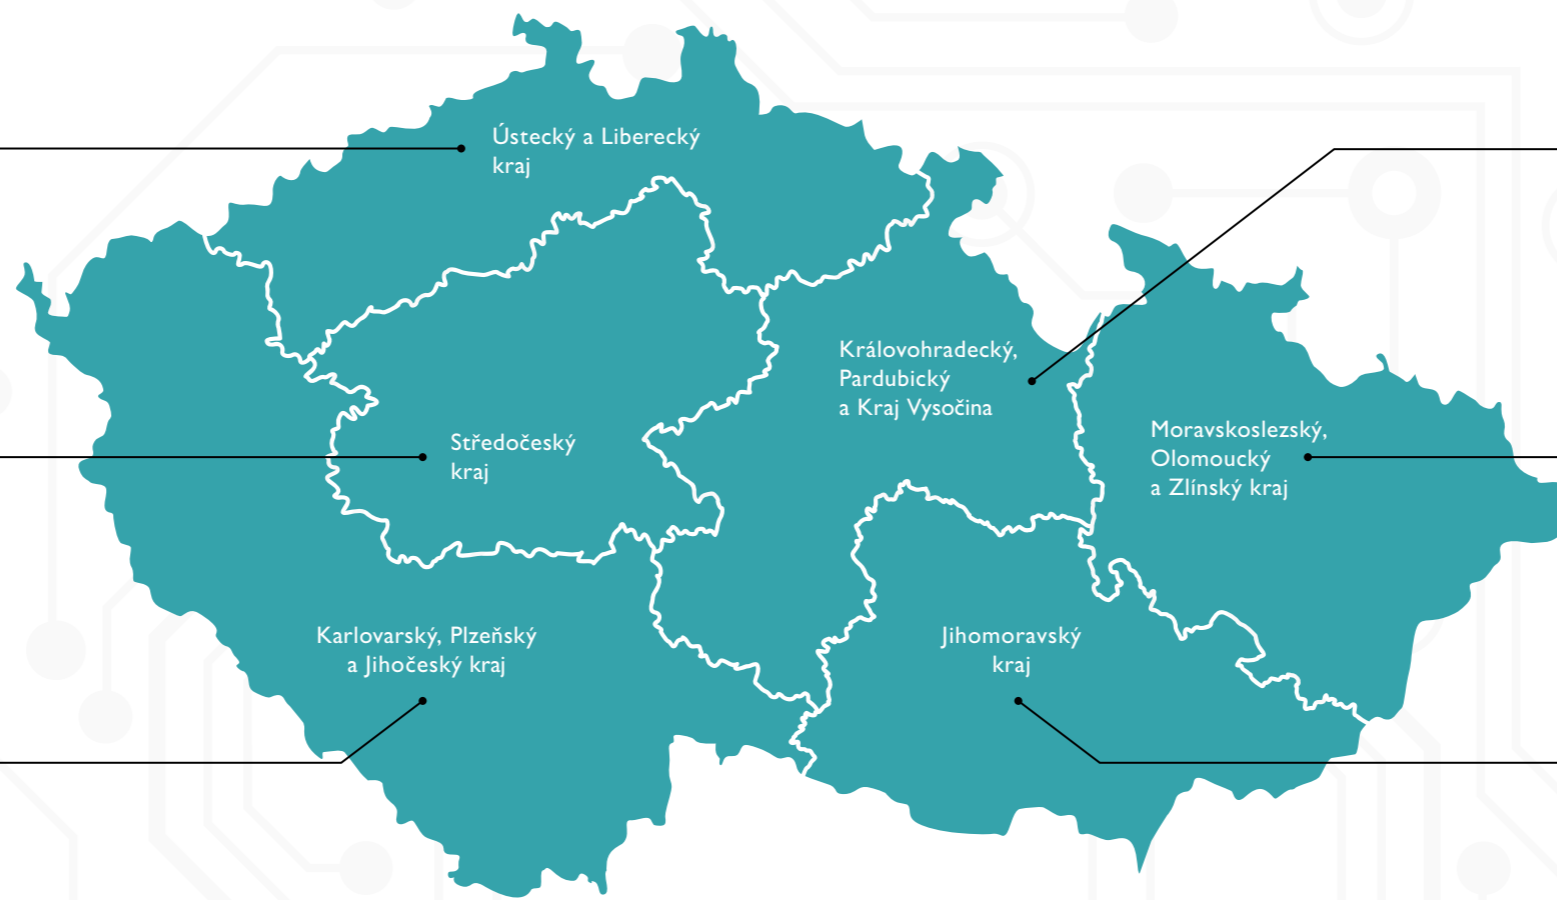 Ústecký a Liberecký
kraj
Královohradecký,
Pardubický
a Kraj Vysočina
Středočeský
kraj
Moravskoslezský,
Olomoucký
a Zlínský kraj
Karlovarský, Plzeňský
a Jihočeský kraj
Jihomoravský
kraj